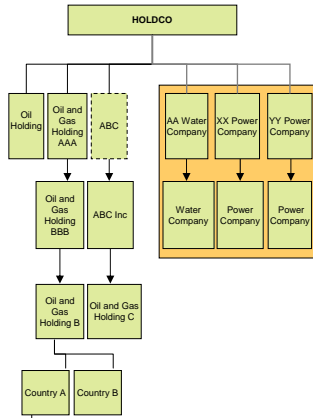 HOLDCO
Oil
Holding
Oil and
Gas
Holding
AAA
ABC
AA Water
Company
XX Power
Company
YY Power
Company
Oil and
Gas
Holding
BBB
ABC Inc
Water
Company
Power
Company
Power
Company
Oil and
Gas
Holding B
Oil and Gas
Holding C
Country A
Country B